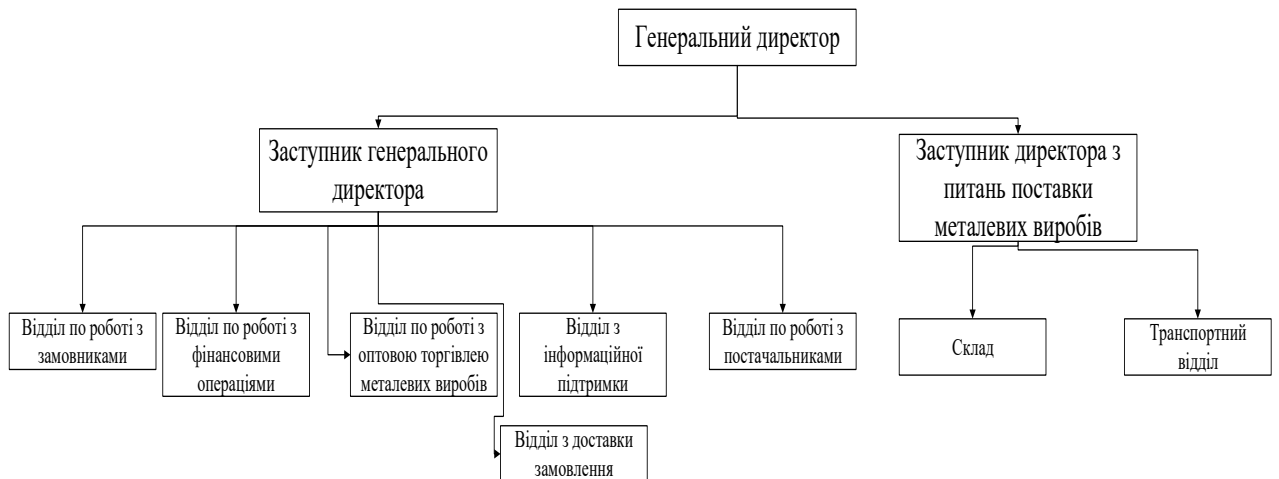 Генеральний директор
Заступник генерального
директора
Заступник директора з
питань поставки
металевих виробів
Відділ по роботі з
замовниками
Відділ по роботі з
фінансовими
операціями
Відділ по роботі з
оптовою торгівлею
металевих виробів
Відділ з
інформаційної
підтримки
Відділ по роботі з
постачальниками
Склад
Транспортний
відділ
Відділ з доставки
замовлення